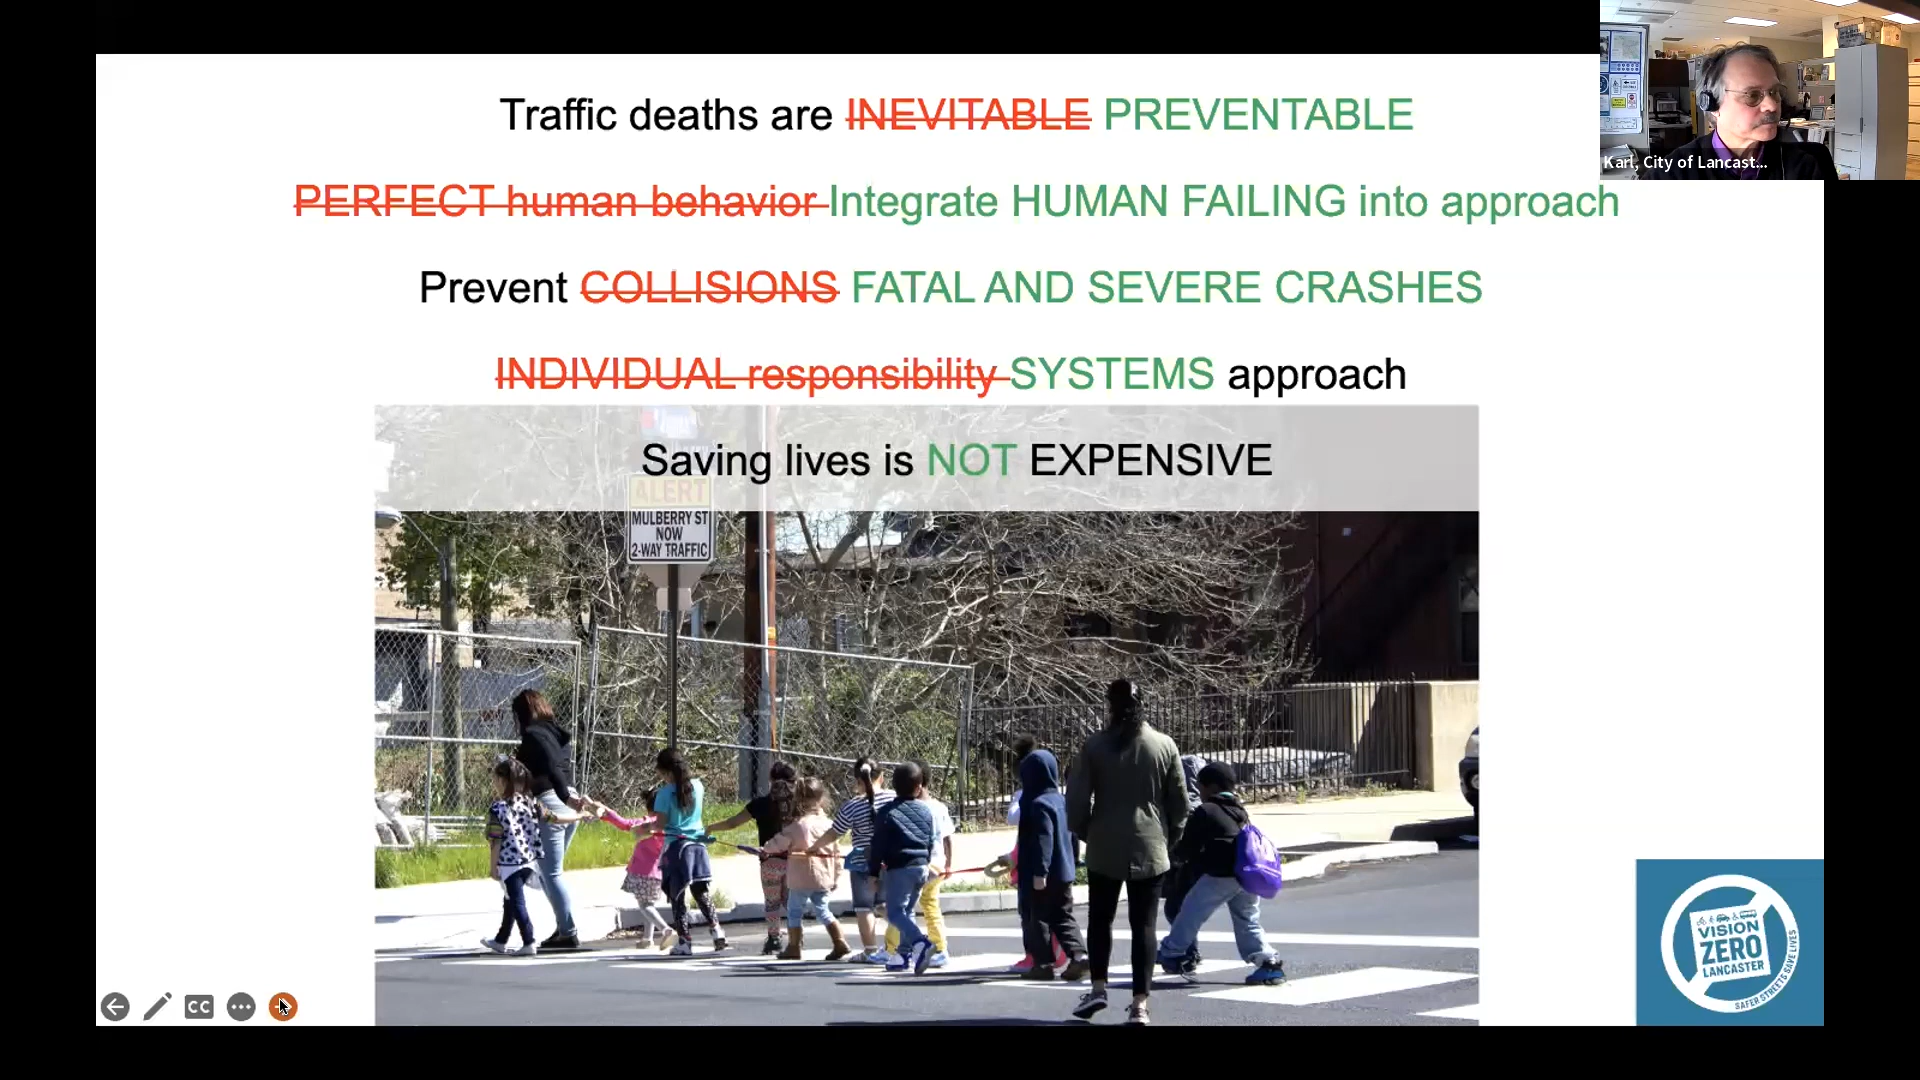 Traffic deaths are INEVITABLE PREVENTABLE
Karl, City of Lancast...
PERFECT human behavior Integrate HUMAN FAILING into approach
Prevent COLLISIONS FATAL AND SEVERE CRASHES
INDIVIDUAL responsibility SYSTEMS approach
Saving lives is NOT EXPENSIVE
ALERT
MULBERRY ST
NOW
2-WAY TRAFFIC
VISION
ZERO
LANCASTER
SAFER STREETS SAVE LIVES
CC